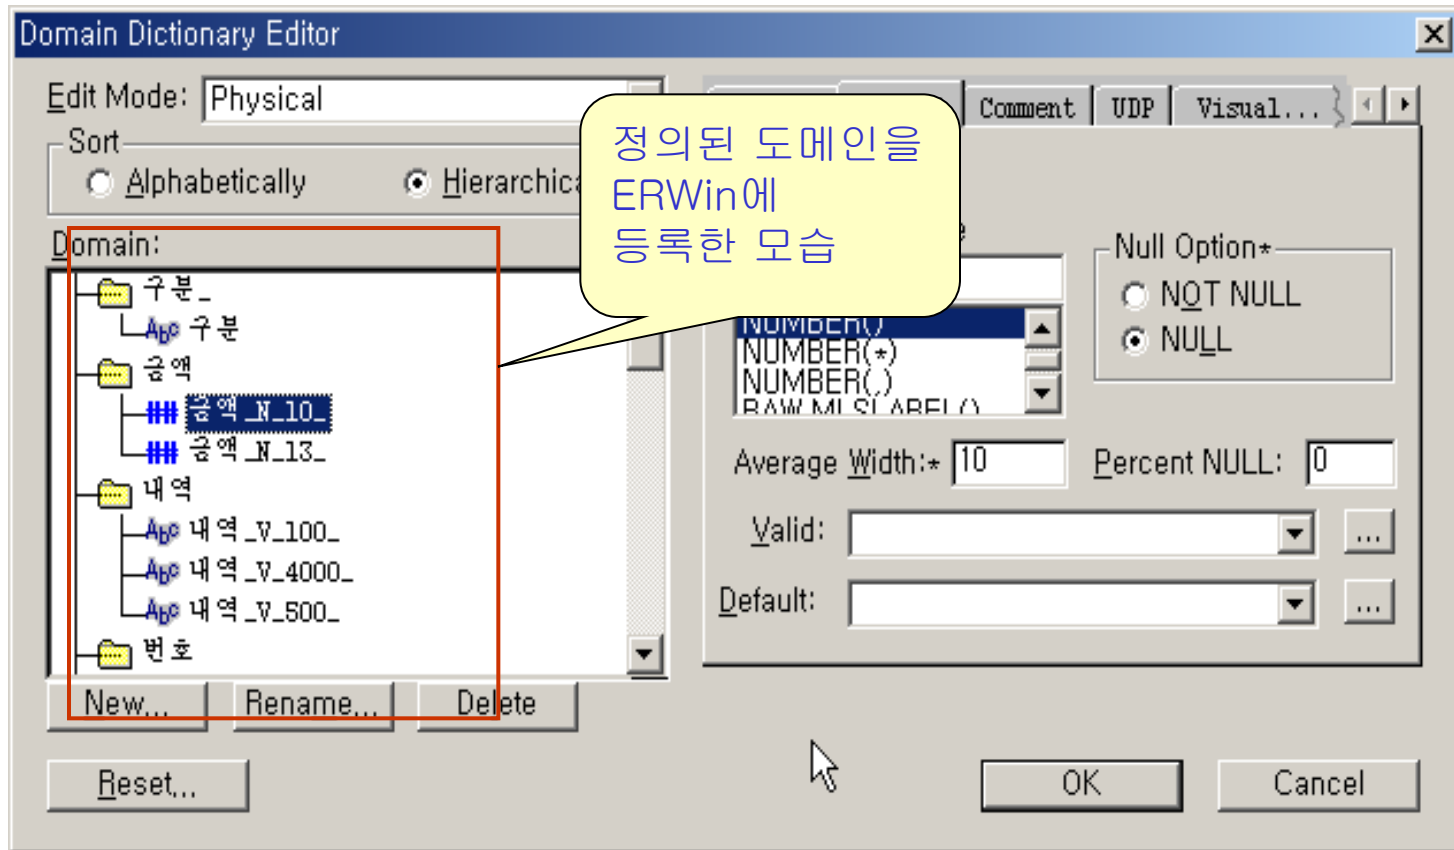 Domain Dictionary Editor
Edit Mode: Physical
Comment UDP Visual...
Sort
Alphabetically
정의된 도메인을
ERWin에
등록한 모습
Domain:
구분_
구분
금액
금액_N_10_
금액_N_13_
내역
내역_V_100_
내역_V_4000_
내역_V_500_
번호
New...
Rename...
Delete
Reset...
NUMBER()
NUMBER(*)
NUMBER(,)
RAW MLSLABEL()
Null Option*
NOT NULL
NULL
Average Width:* 10
Percent NULL: 0
Valid:
...
Default:
...
OK
Cancel